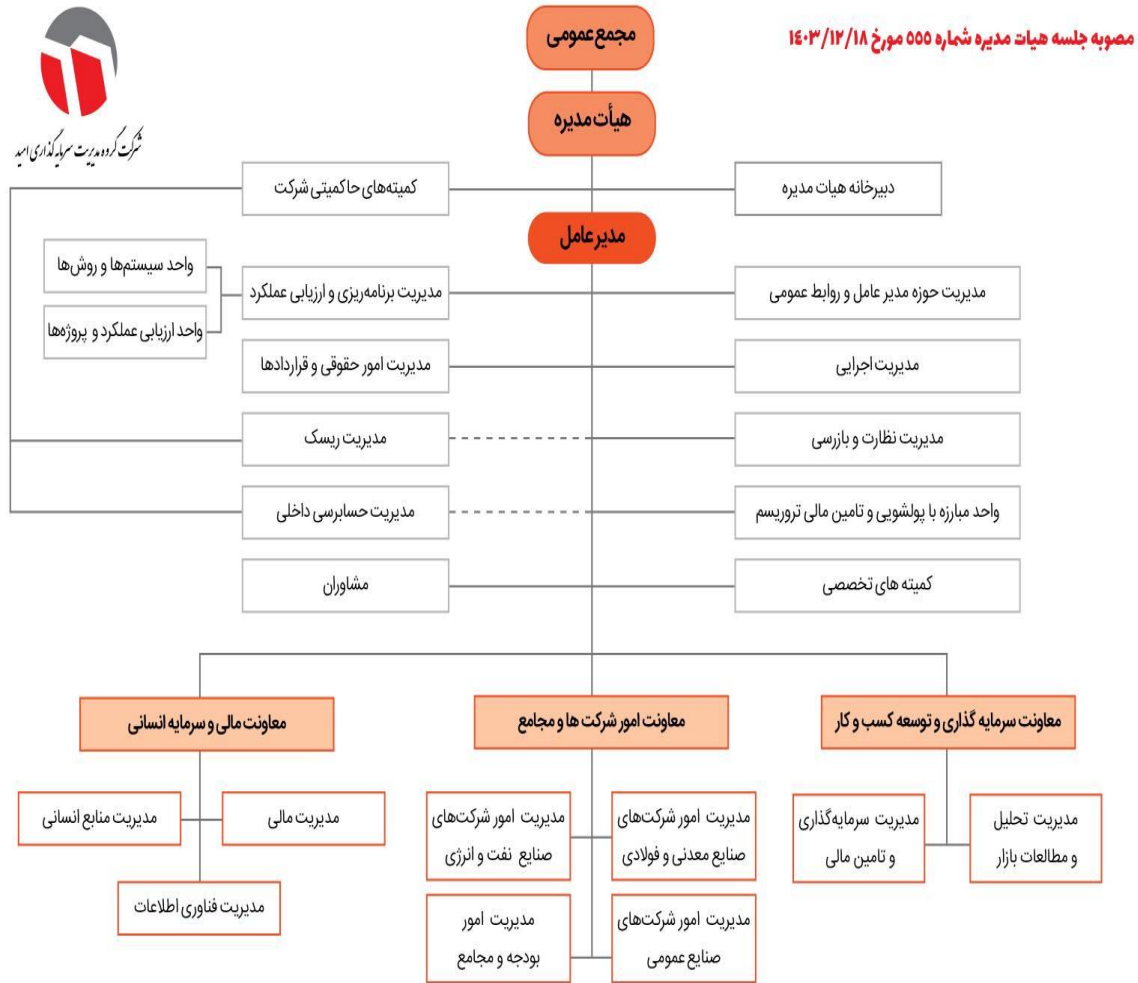 مصوبه جلسه هیات مدیره شماره ۵۵۵ مورخ ۱۴۰۳/۱۲/۱۸
شرکت گروه مدیریت سرمایه گذاری امید
مجمع عمومی
هیأت مدیره
دبیرخانه هیات مدیره
کمیته‌های حاکمیتی شرکت
مدیر عامل
مدیریت حوزه مدیر عامل و روابط عمومی
مدیریت برنامه‌ریزی و ارزیابی عملکرد
واحد سیستم‌ها و روش‌ها
واحد ارزیابی عملکرد و پروژه‌ها
مدیریت اجرایی
مدیریت امور حقوقی و قراردادها
مدیریت نظارت و بازرسی
مدیریت ریسک
واحد مبارزه با پولشویی و تامین مالی تروریسم
مدیریت حسابرسی داخلی
کمیته های تخصصی
مشاوران
معاونت سرمایه گذاری و توسعه کسب و کار
معاونت امور شرکت ها و مجامع
معاونت مالی و سرمایه انسانی
مدیریت تحلیل
و مطالعات بازار
مدیریت سرمایه‌گذاری
و تامین مالی
مدیریت امور شرکت‌های
صنایع معدنی و فولادی
مدیریت امور شرکت‌های
صنایع نفت و انرژی
مدیریت امور شرکت‌های
صنایع عمومی
مدیریت امور
بودجه و مجامع
مدیریت مالی
مدیریت منابع انسانی
مدیریت فناوری اطلاعات